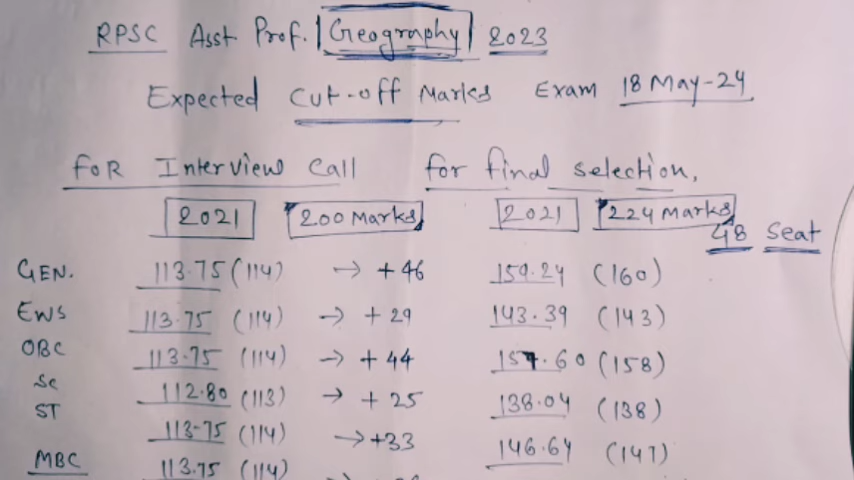 RPSC Asst Prof. Geography 2023
Expected Cut-off Marks Exam 18 May-24
FOR Interview Call for final selection,
2021 200 Marks 2021 224 Marks
48 Seat
GEN. 113.75 (114) → +46 159.24 (160)
EWS 113.75 (114) → +29 143.39 (143)
OBC 113.75 (114) → +44 157.60 (158)
SC 112.80 (113) → +25 138.04 (138)
ST 113.75 (114) → +33 146.64 (147)
MBC 113.75 (114)